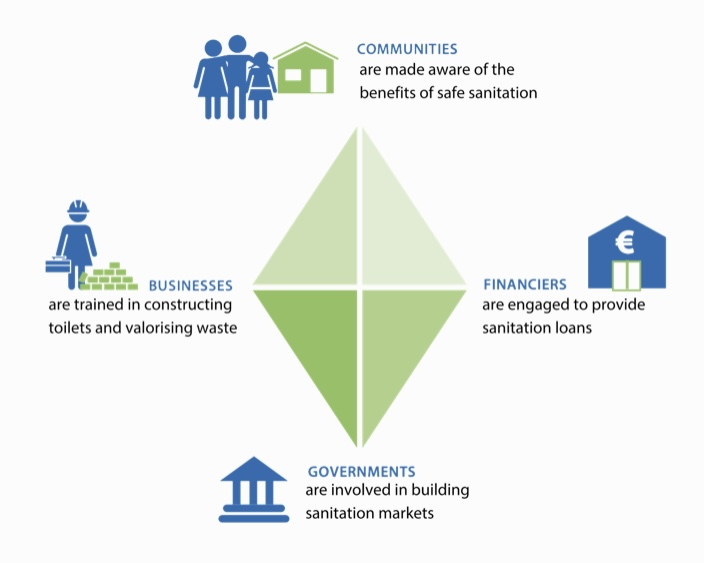 COMMUNITIES
are made aware of the
benefits of safe sanitation
€
BUSINESSES
are trained in constructing
toilets and valorising waste
FINANCIERS
are engaged to provide
sanitation loans
GOVERNMENTS
are involved in building
sanitation markets